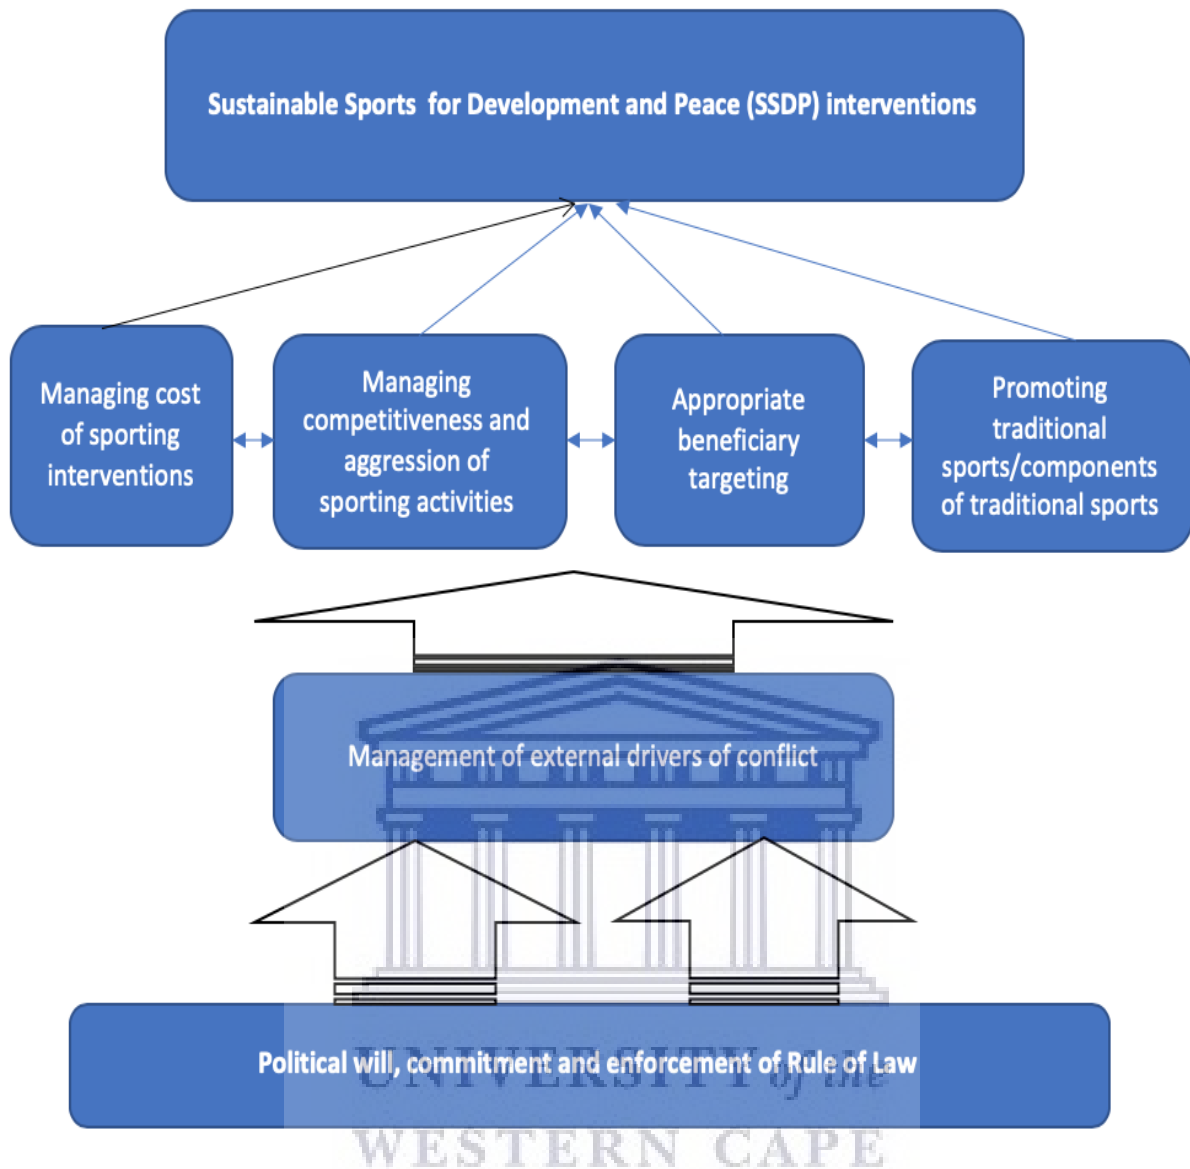 Sustainable Sports for Development and Peace (SSDP) interventions
Managing cost
of sporting
interventions
Managing
competitiveness and
aggression of
sporting activities
Appropriate
beneficiary
targeting
Promoting
traditional
sports/components
of traditional sports
Management of external drivers of conflict
Political will, commitment and enforcement of Rule of Law
UNIVERSITY of the
WESTERN CAPE